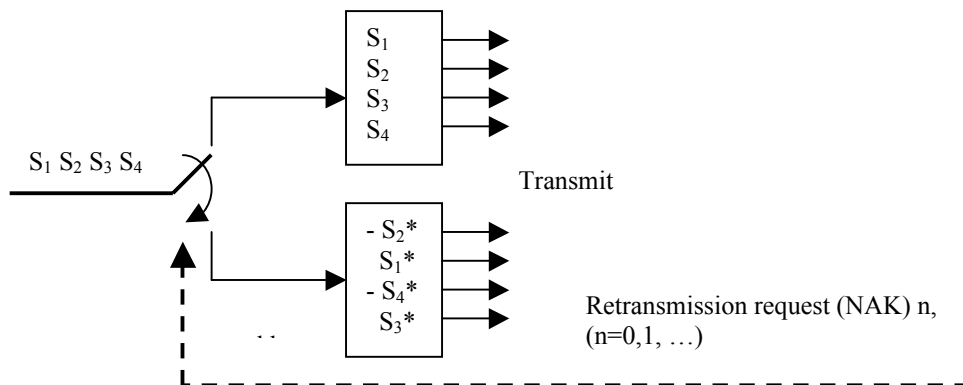 S₁
S₂
S₃
S₄
S₁ S₂ S₃ S₄
Transmit
- S₂*
S₁*
- S₄*
S₃*
Retransmission request (NAK) n,
(n=0,1, …)